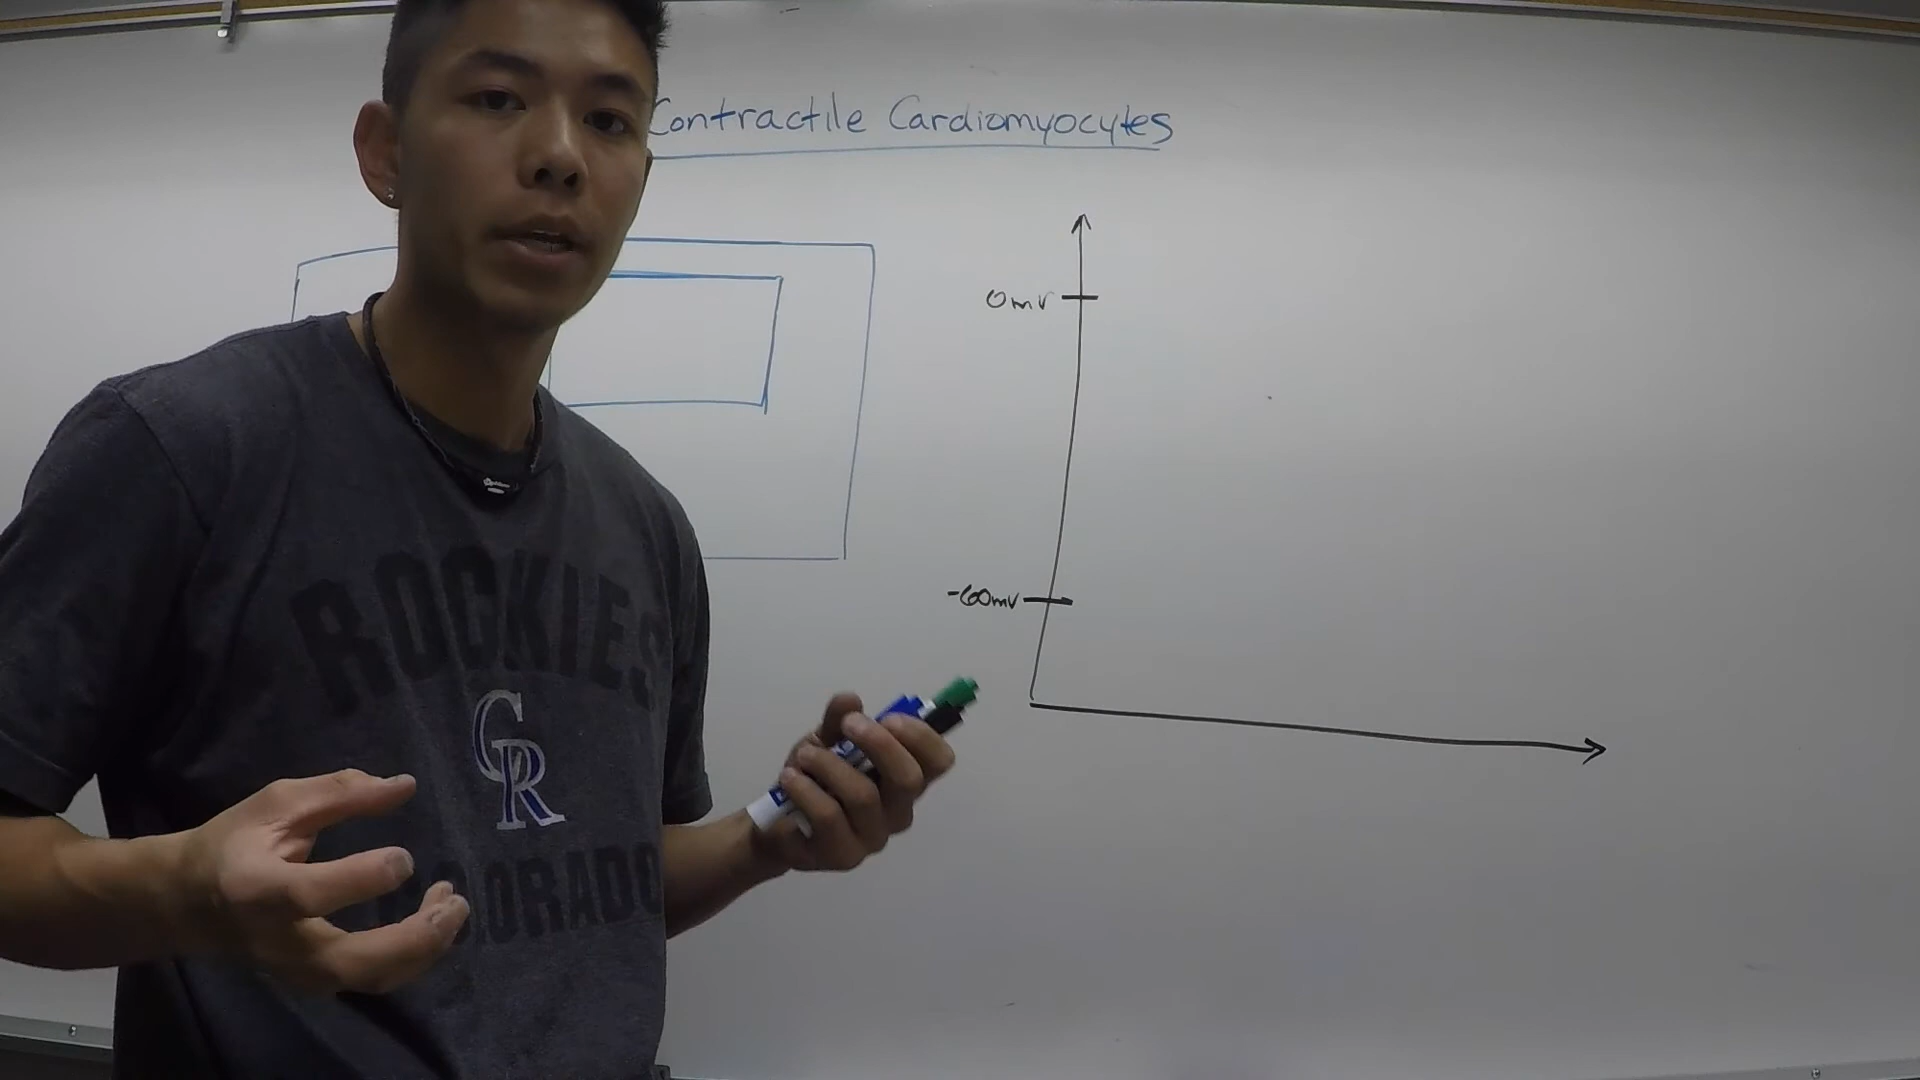 Contractile Cardiomyocytes
0mv
-60mv
ROCKIES
CR
COLORADO